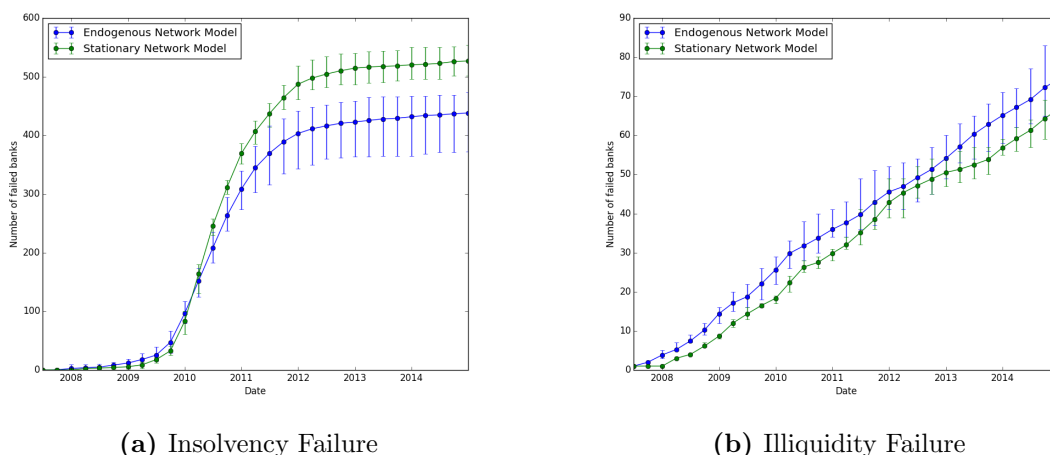 600
500
400
300
200
100
0
Number of failed banks
Endogenous Network Model
Stationary Network Model
2008 2009 2010 2011 2012 2013 2014
Date
(a) Insolvency Failure
90
80
70
60
50
40
30
20
10
0
Number of failed banks
Endogenous Network Model
Stationary Network Model
2008 2009 2010 2011 2012 2013 2014
Date
(b) Illiquidity Failure